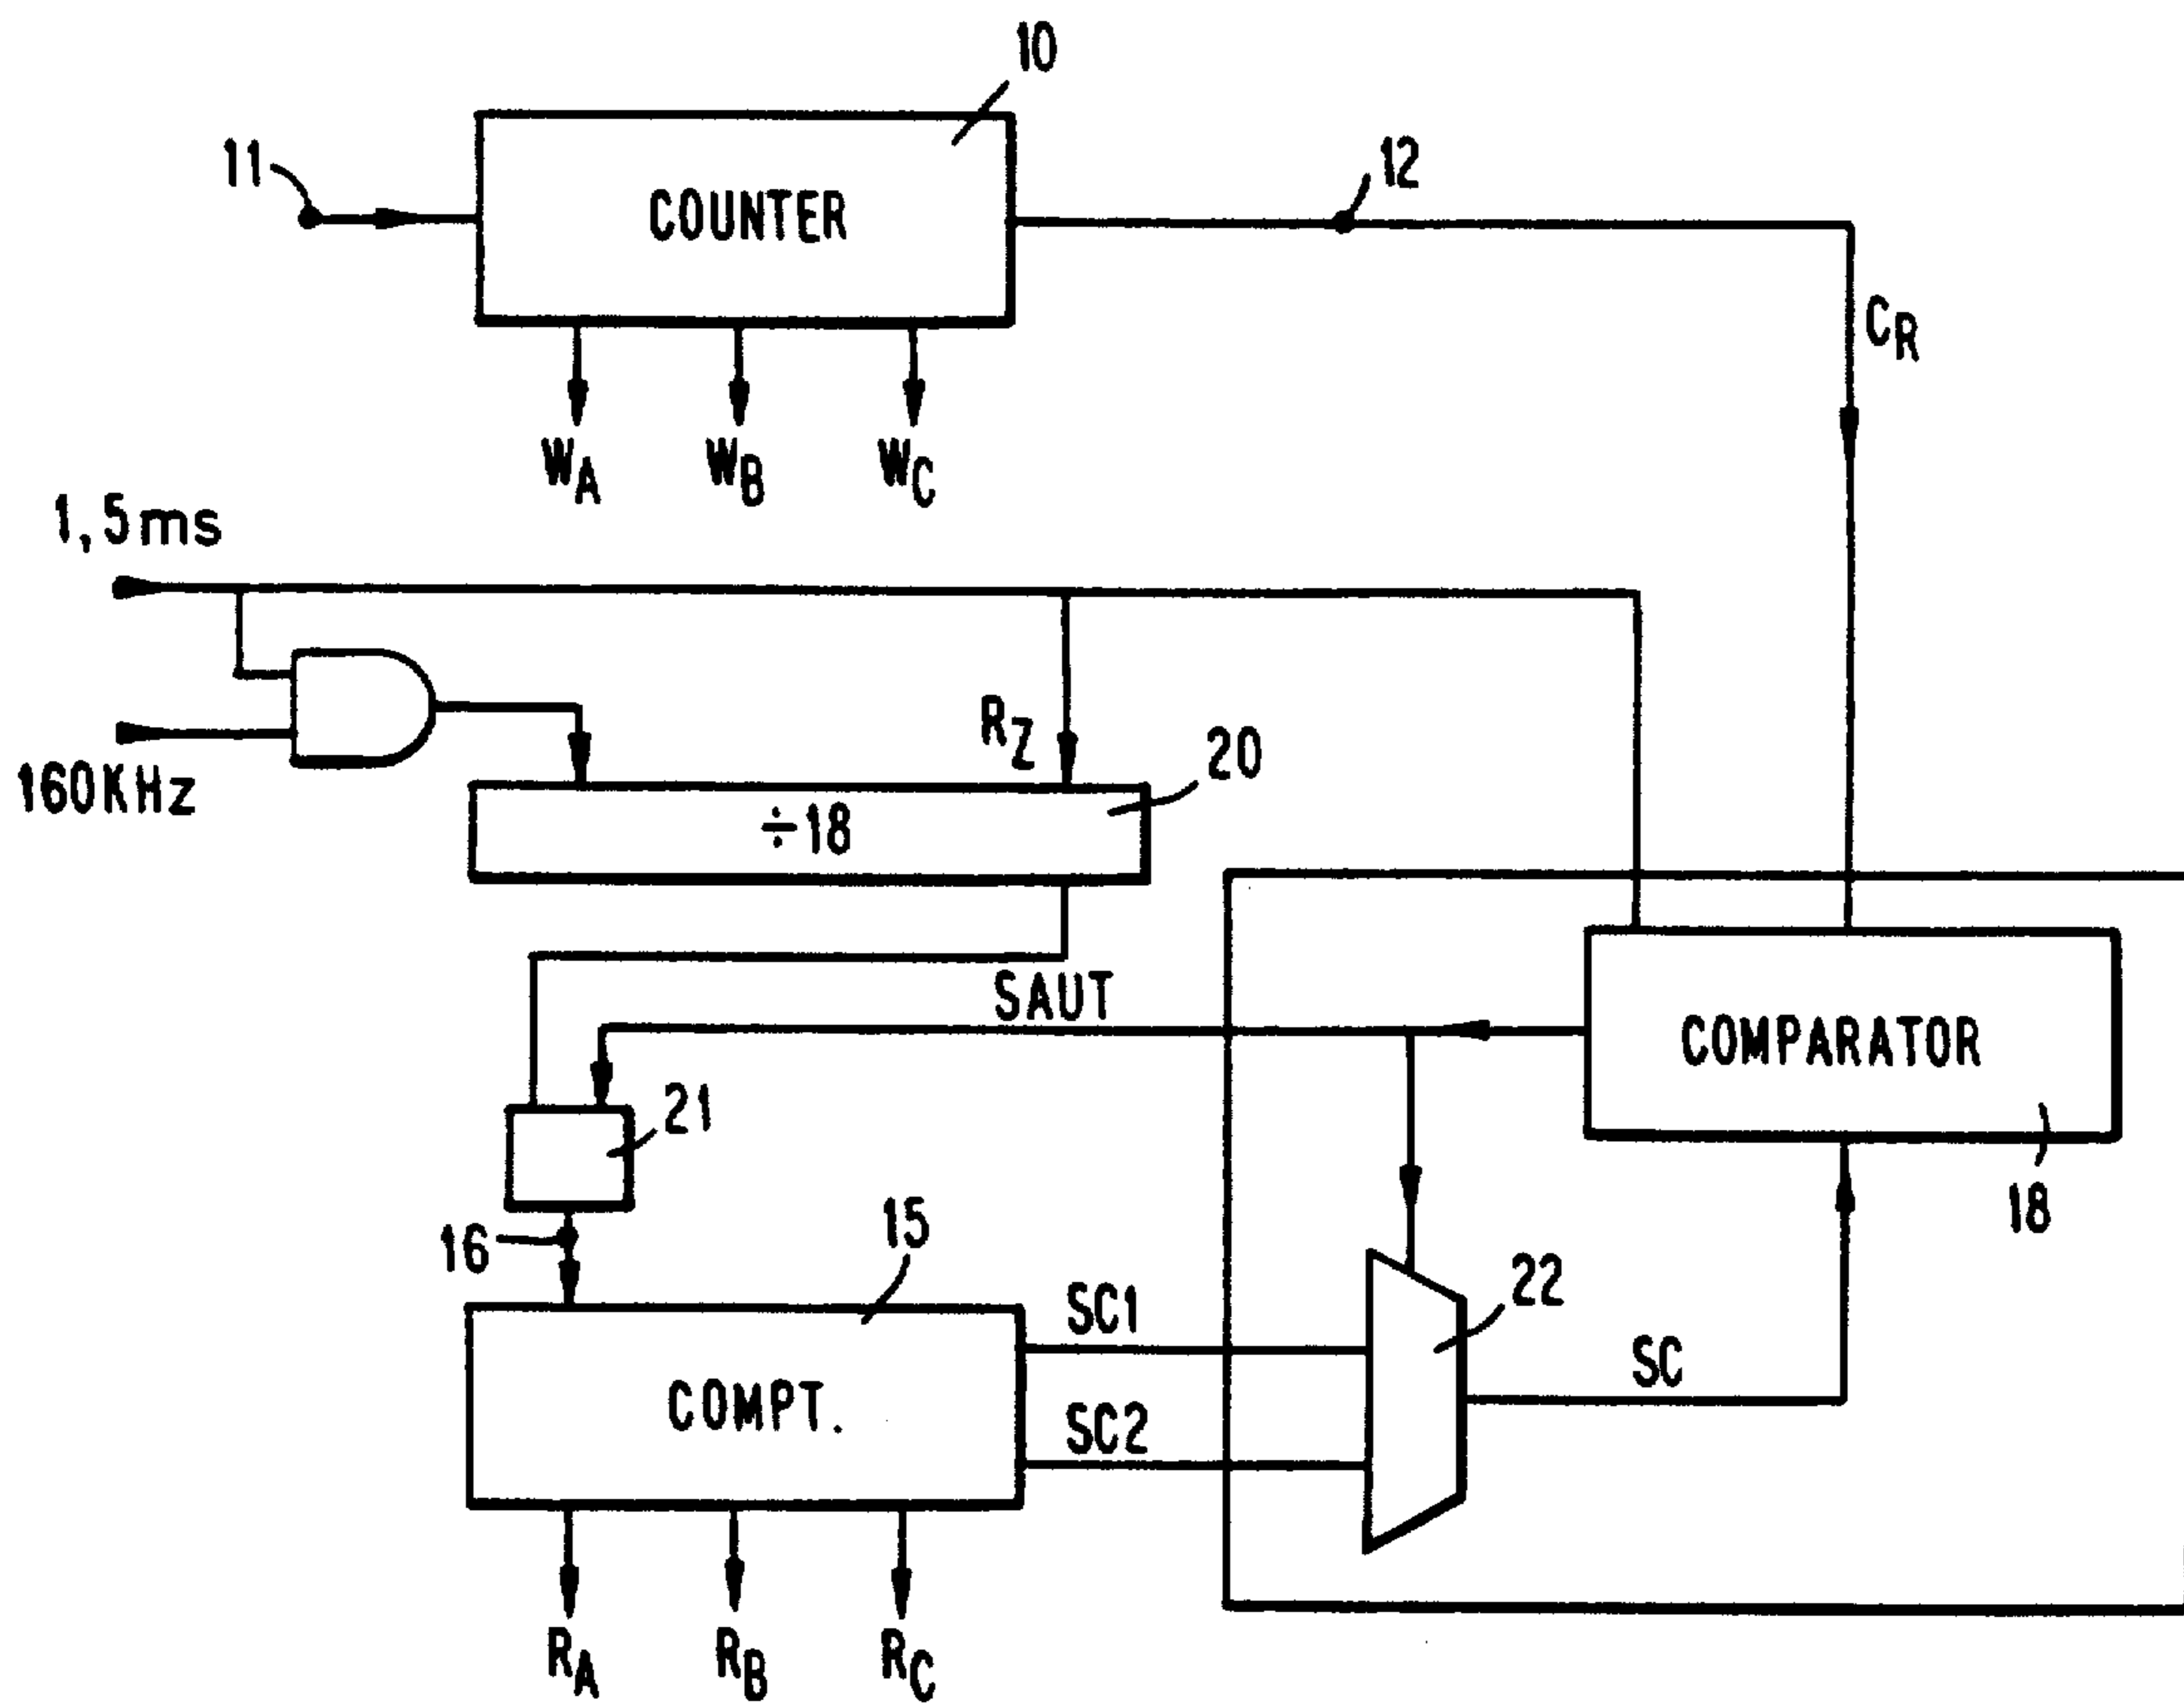 10
11
COUNTER
12
CR
WA WB WC
1,5ms
RZ
20
160KHz
÷18
SAUT
COMPARATOR
21
18
16
15
22
SC1
SC
COMPT.
SC2
RA RB RC